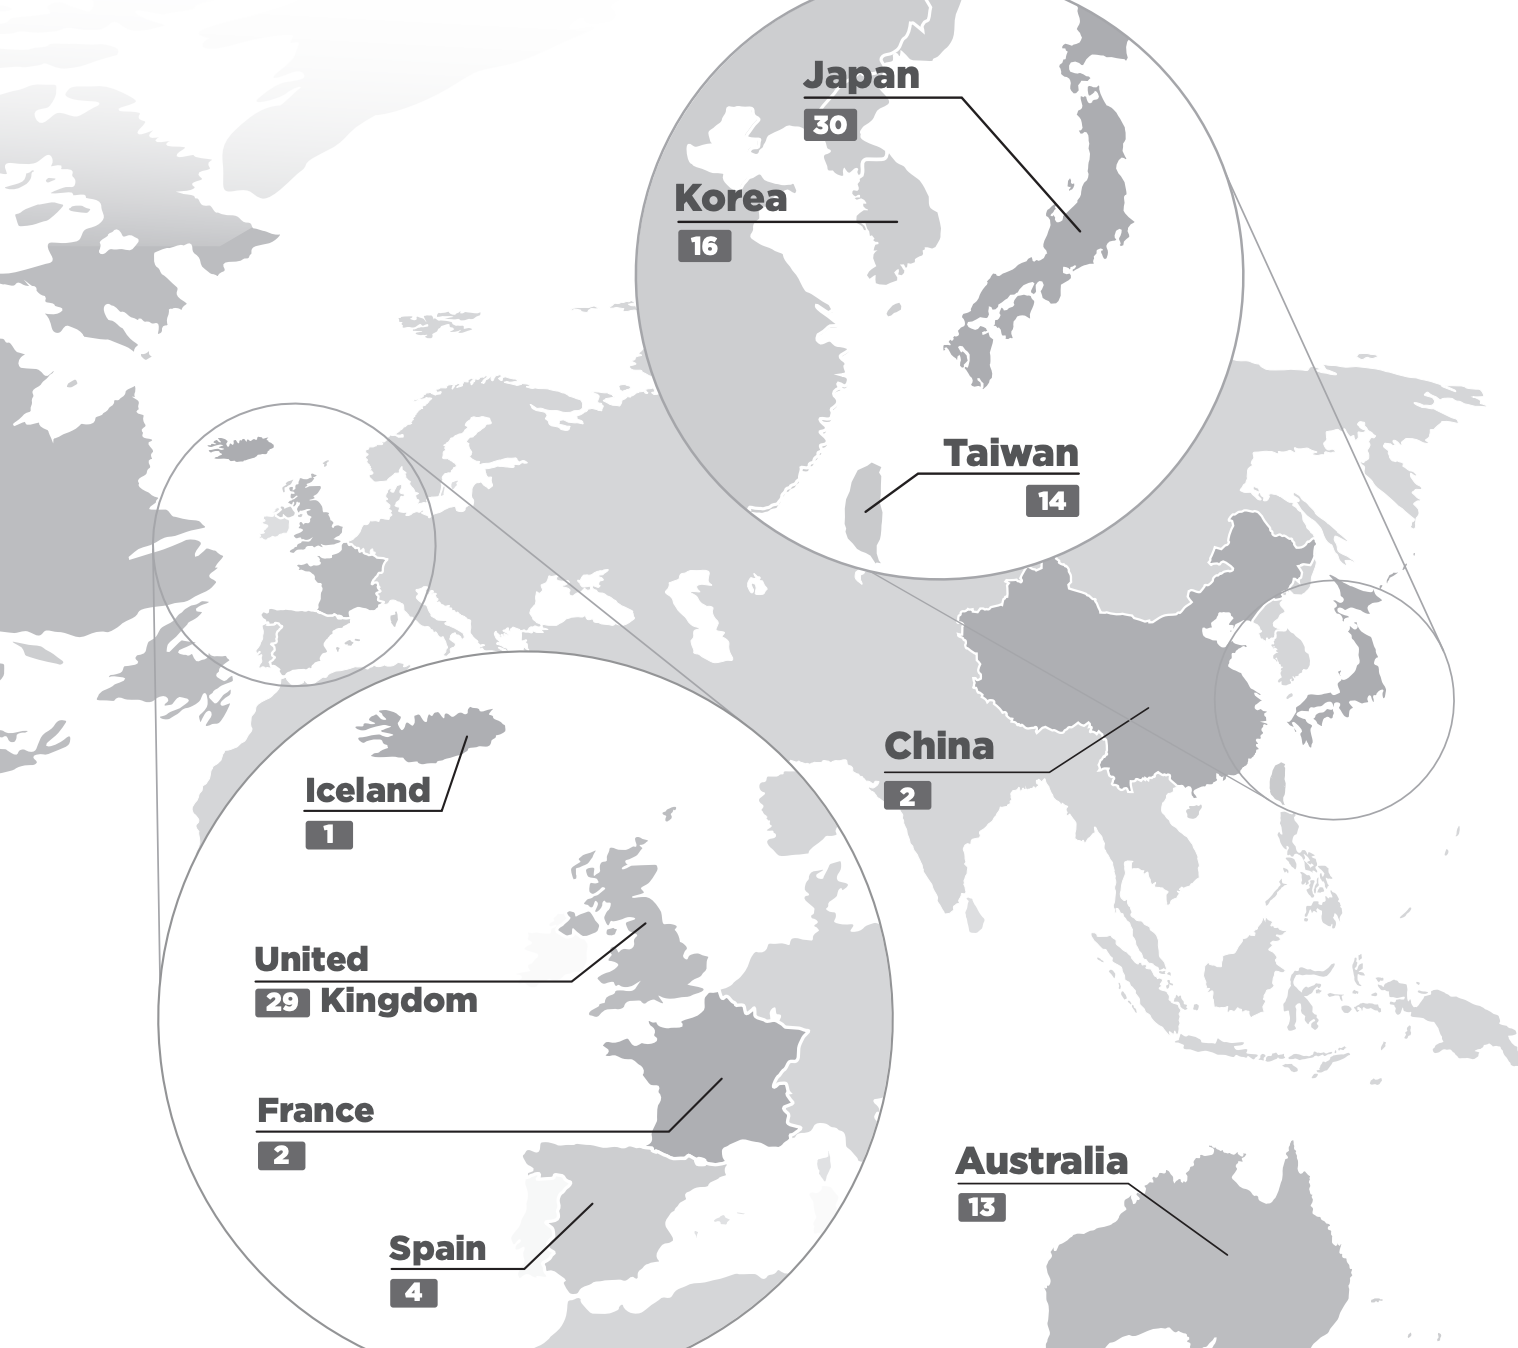 Japan
30
Korea
16
Taiwan
14
China
2
Iceland
1
United
29 Kingdom
France
2
Spain
4
Australia
13